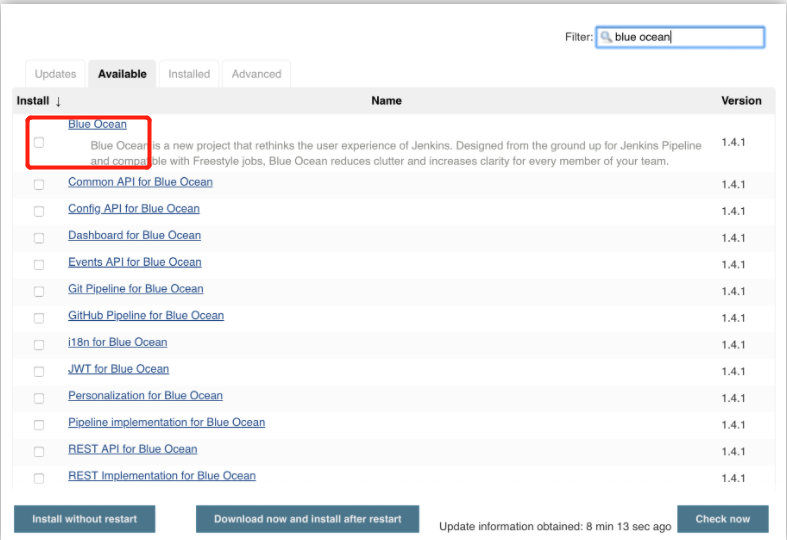 Filter: blue ocean
Updates Available Installed Advanced
Install ↓ Name Version
Blue Ocean
Blue Ocean is a new project that rethinks the user experience of Jenkins. Designed from the ground up for Jenkins Pipeline 1.4.1
and compatible with Freestyle jobs, Blue Ocean reduces clutter and increases clarity for every member of your team.
Common API for Blue Ocean 1.4.1
Config API for Blue Ocean 1.4.1
Dashboard for Blue Ocean 1.4.1
Events API for Blue Ocean 1.4.1
Git Pipeline for Blue Ocean 1.4.1
GitHub Pipeline for Blue Ocean 1.4.1
i18n for Blue Ocean 1.4.1
JWT for Blue Ocean 1.4.1
Personalization for Blue Ocean 1.4.1
Pipeline implementation for Blue Ocean 1.4.1
REST API for Blue Ocean 1.4.1
REST Implementation for Blue Ocean 1.4.1
Install without restart Download now and install after restart Update information obtained: 8 min 13 sec ago Check now